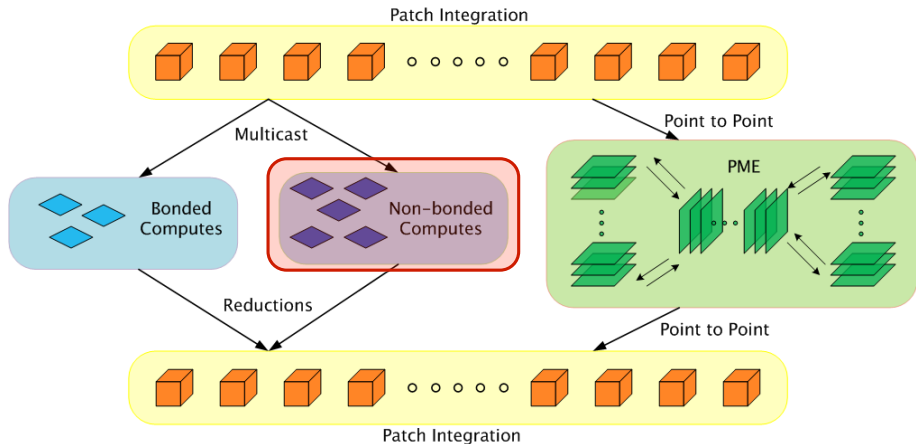 Patch Integration
Multicast
Point to Point
Bonded
Computes
Non-bonded
Computes
PME
Reductions
Point to Point
Patch Integration